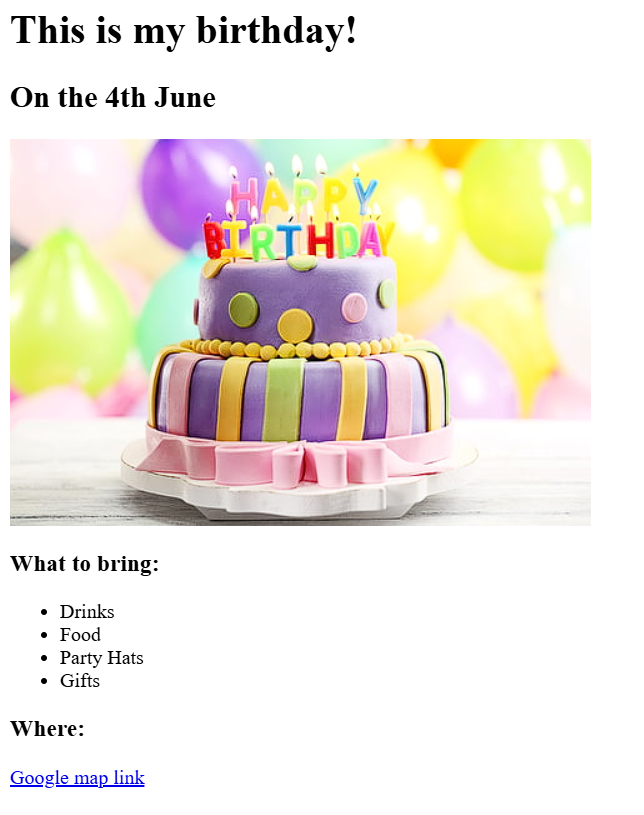 This is my birthday!
On the 4th June
HAPPY
BIRTHDAY
What to bring:
Drinks
Food
Party Hats
Gifts
Where:
Google map link